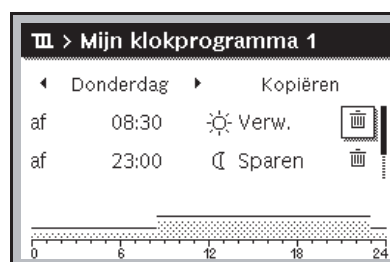 > Mijn klokprogramma 1
Donderdag Kopiëren
af 08:30 Verw.
af 23:00 Sparen
0 6 12 18 24